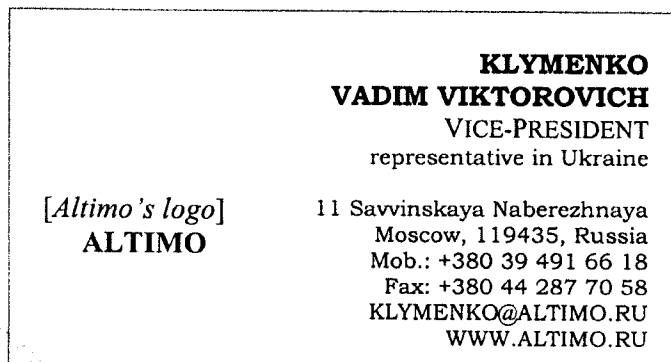 KLYMENKO
VADIM VIKTOROVICH
VICE-PRESIDENT
representative in Ukraine
[Altimo's logo]
ALTIMO
11 Savvinskaya Naberezhnaya
Moscow, 119435, Russia
Mob.: +380 39 491 66 18
Fax: +380 44 287 70 58
KLYMENKO@ALTIMO.RU
WWW.ALTIMO.RU